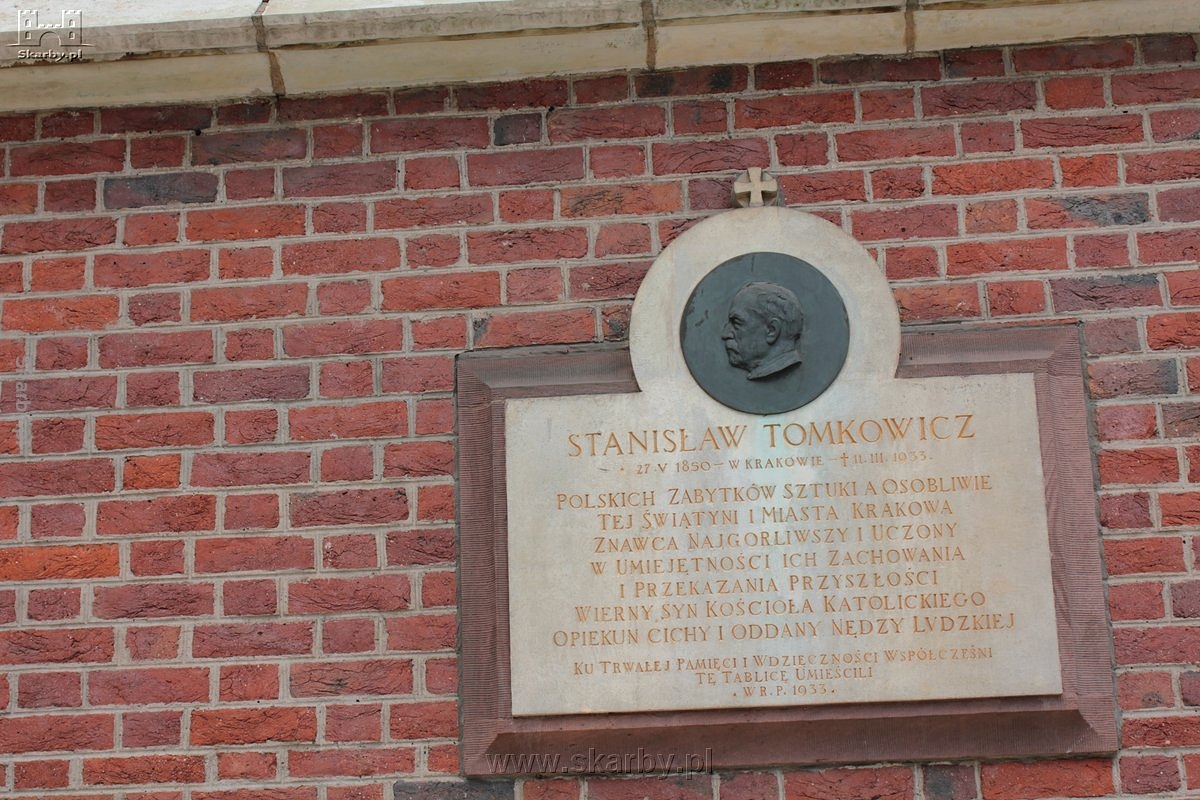 Skarby.pl
STANISŁAW TOMKOWICZ
· 27·V 1850 – W KRAKOWIE – † 11.III.1933.
POLSKICH ZABYTKÓW SZTUKI A OSOBLIWIE
TEJ ŚWIĄTYNI I MIASTA KRAKOWA
ZNAWCA NAJGORLIWSZY I UCZONY
W UMIEJĘTNOŚCI ICH ZACHOWANIA
I PRZEKAZANIA PRZYSZŁOŚCI
WIERNY SYN KOŚCIOŁA KATOLICKIEGO
OPIEKUN CICHY I ODDANY NĘDZY LVDZKIEJ
KU TRWAŁEJ PAMIĘCI I WDZIĘCZNOŚCI WSPÓŁCZEŚNI
TĘ TABLICĘ UMIEŚCILI
· W R.P. 1933 ·
www.skarby.pl